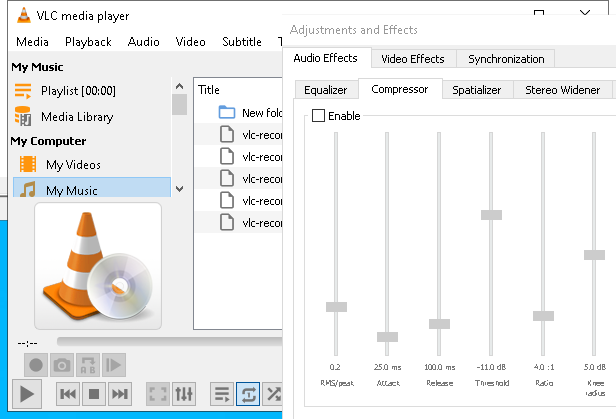 VLC media player
Media Playback Audio Video Subtitle T
My Music
Playlist [00:00]
Media Library
My Computer
My Videos
My Music
Title
New fold
vlc-recor
vlc-recor
vlc-recor
vlc-recor
vlc-recor
--:--
Adjustments and Effects
Audio Effects Video Effects Synchronization
Equalizer Compressor Spatializer Stereo Widener
Enable
0.2 25.0 ms 100.0 ms -11.0 dB 4.0 :1 5.0 dB
RMS/peak Attack Release Threshold Ratio Knee
radius